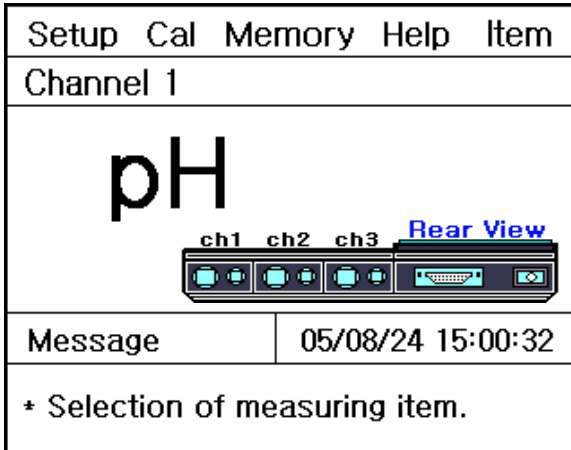 Setup Cal Memory Help Item
Channel 1
pH
ch1 ch2 ch3 Rear View
Message 05/08/24 15:00:32
* Selection of measuring item.